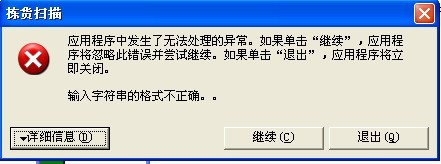 拣货扫描
应用程序中发生了无法处理的异常。如果单击“继续”，应用程
序将忽略此错误并尝试继续。如果单击“退出”，应用程序将立
即关闭。
输入字符串的格式不正确。。
详细信息(D)
继续(C)
退出(Q)